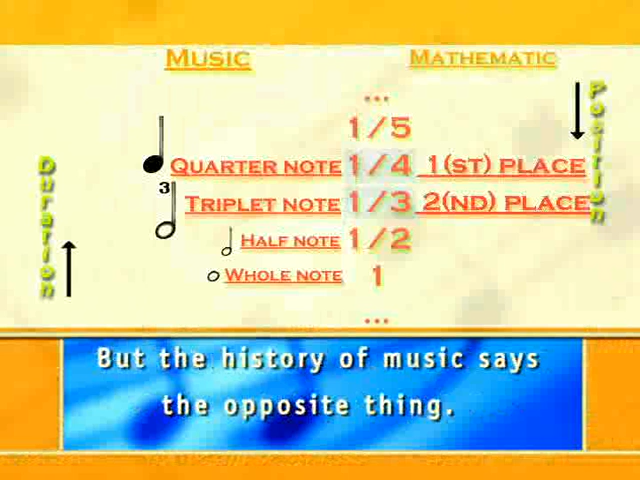 Music Mathematic
...
1/5
Quarter note 1/4 1(st) place
3
Triplet note 1/3 2(nd) place
Half note 1/2
Whole note 1
...
Duration
Position
But the history of music says
the opposite thing.